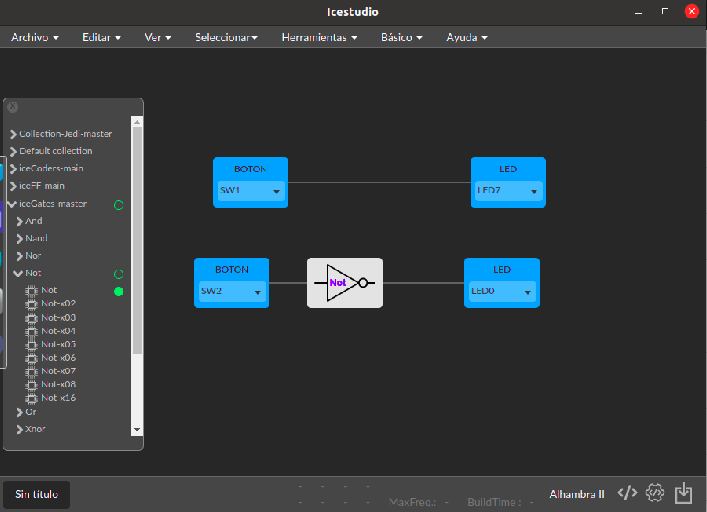 Icestudio
Archivo Editar Ver Seleccionar Herramientas Básico Ayuda
Collection-Jedi-master
Default collection
iceCoders-main
iceFF-main
iceGates-master
And
Nand
Nor
Not
Not
Not-x02
Not-x03
Not-x04
Not-x05
Not-x06
Not-x07
Not-x08
Not-x16
Or
Xnor
BOTON
SW1
LED
LED7
BOTON
SW2
Not
LED
LED0
Sin título
- - - -
- - - -
MaxFreq.: - BuildTime : -
Alhambra II